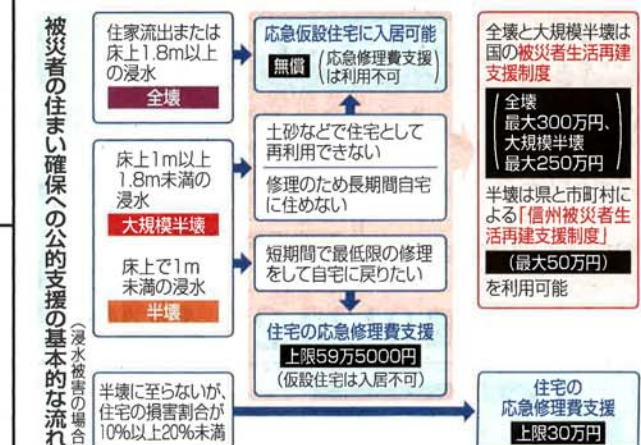 被災者の住まい確保への公的支援の基本的な流れ
(浸水被害の場合
住家流出または
床上1.8m以上
の浸水
全壊
床上1m以上
1.8m未満の
浸水
大規模半壊
床上で1m
未満の浸水
半壊
半壊に至らないが、
住宅の損害割合が
10%以上20%未満
応急仮設住宅に入居可能
無償
(応急修理費支援
は利用不可)
土砂などで住宅として
再利用できない
修理のため長期間自宅
に住めない
短期間で最低限の修理
をして自宅に戻りたい
住宅の応急修理費支援
上限59万5000円
(仮設住宅は入居不可)
全壊と大規模半壊は
国の被災者生活再建
支援制度
(全壊
最大300万円、
大規模半壊
最大250万円)
半壊は県と市町村に
よる「信州被災者生
活再建支援制度」
(最大50万円)
を利用可能
住宅の
応急修理費支援
上限30万円